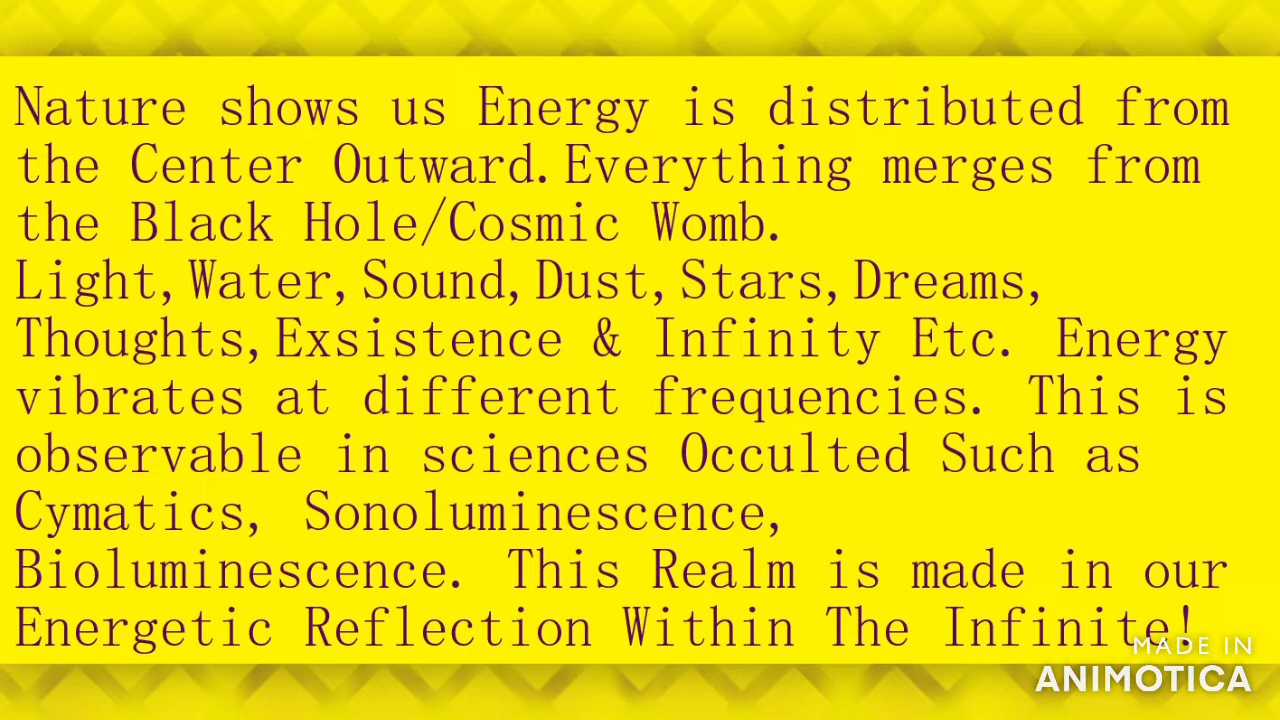 Nature shows us Energy is distributed from
the Center Outward.Everything merges from
the Black Hole/Cosmic Womb.
Light,Water,Sound,Dust,Stars,Dreams,
Thoughts,Exsistence & Infinity Etc. Energy
vibrates at different frequencies. This is
observable in sciences Occulted Such as
Cymatics, Sonoluminescence,
Bioluminescence. This Realm is made in our
Energetic Reflection Within The Infinite!
MADE IN
ANIMOTICA